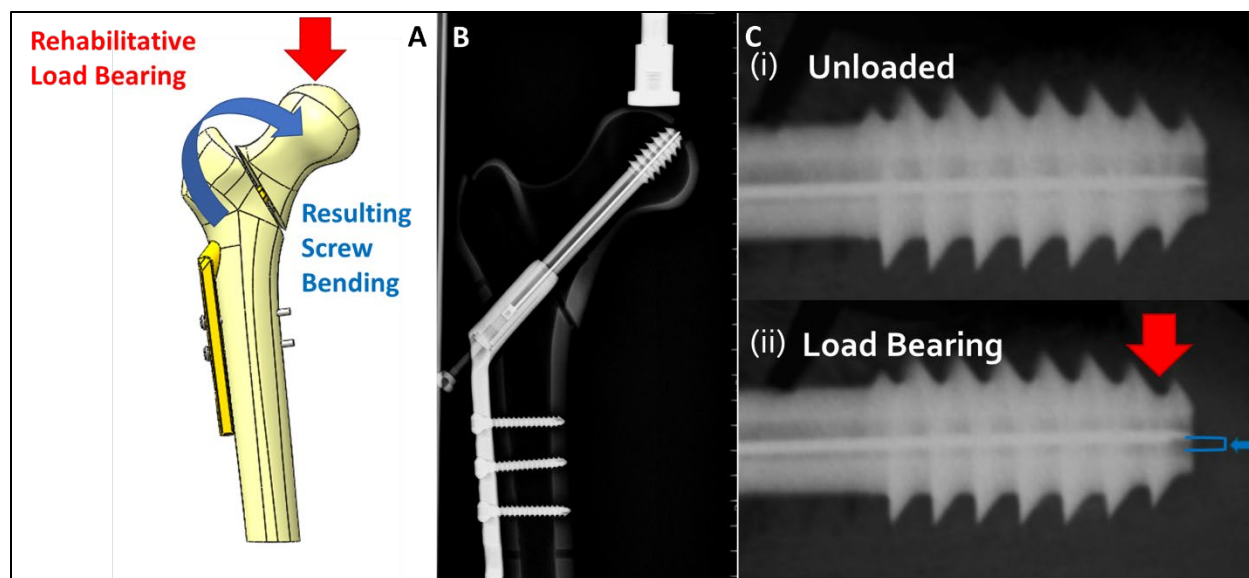 Rehabilitative
Load Bearing
A
Resulting
Screw
Bending
B
C
(i) Unloaded
(ii) Load Bearing